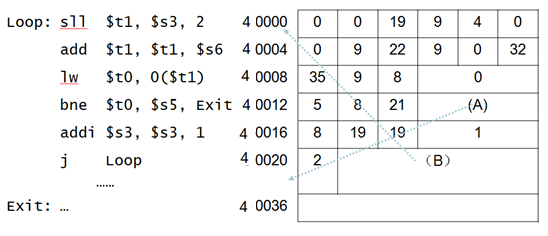 Loop: sll $t1, $s3, 2 4 0000 0 0 19 9 4 0
add $t1, $t1, $s6 4 0004 0 9 22 9 0 32
lw $t0, 0($t1) 4 0008 35 9 8 0
bne $t0, $s5, Exit 4 0012 5 8 21 (A)
addi $s3, $s3, 1 4 0016 8 19 19 1
j Loop 4 0020 2 （B）
……
Exit: … 4 0036